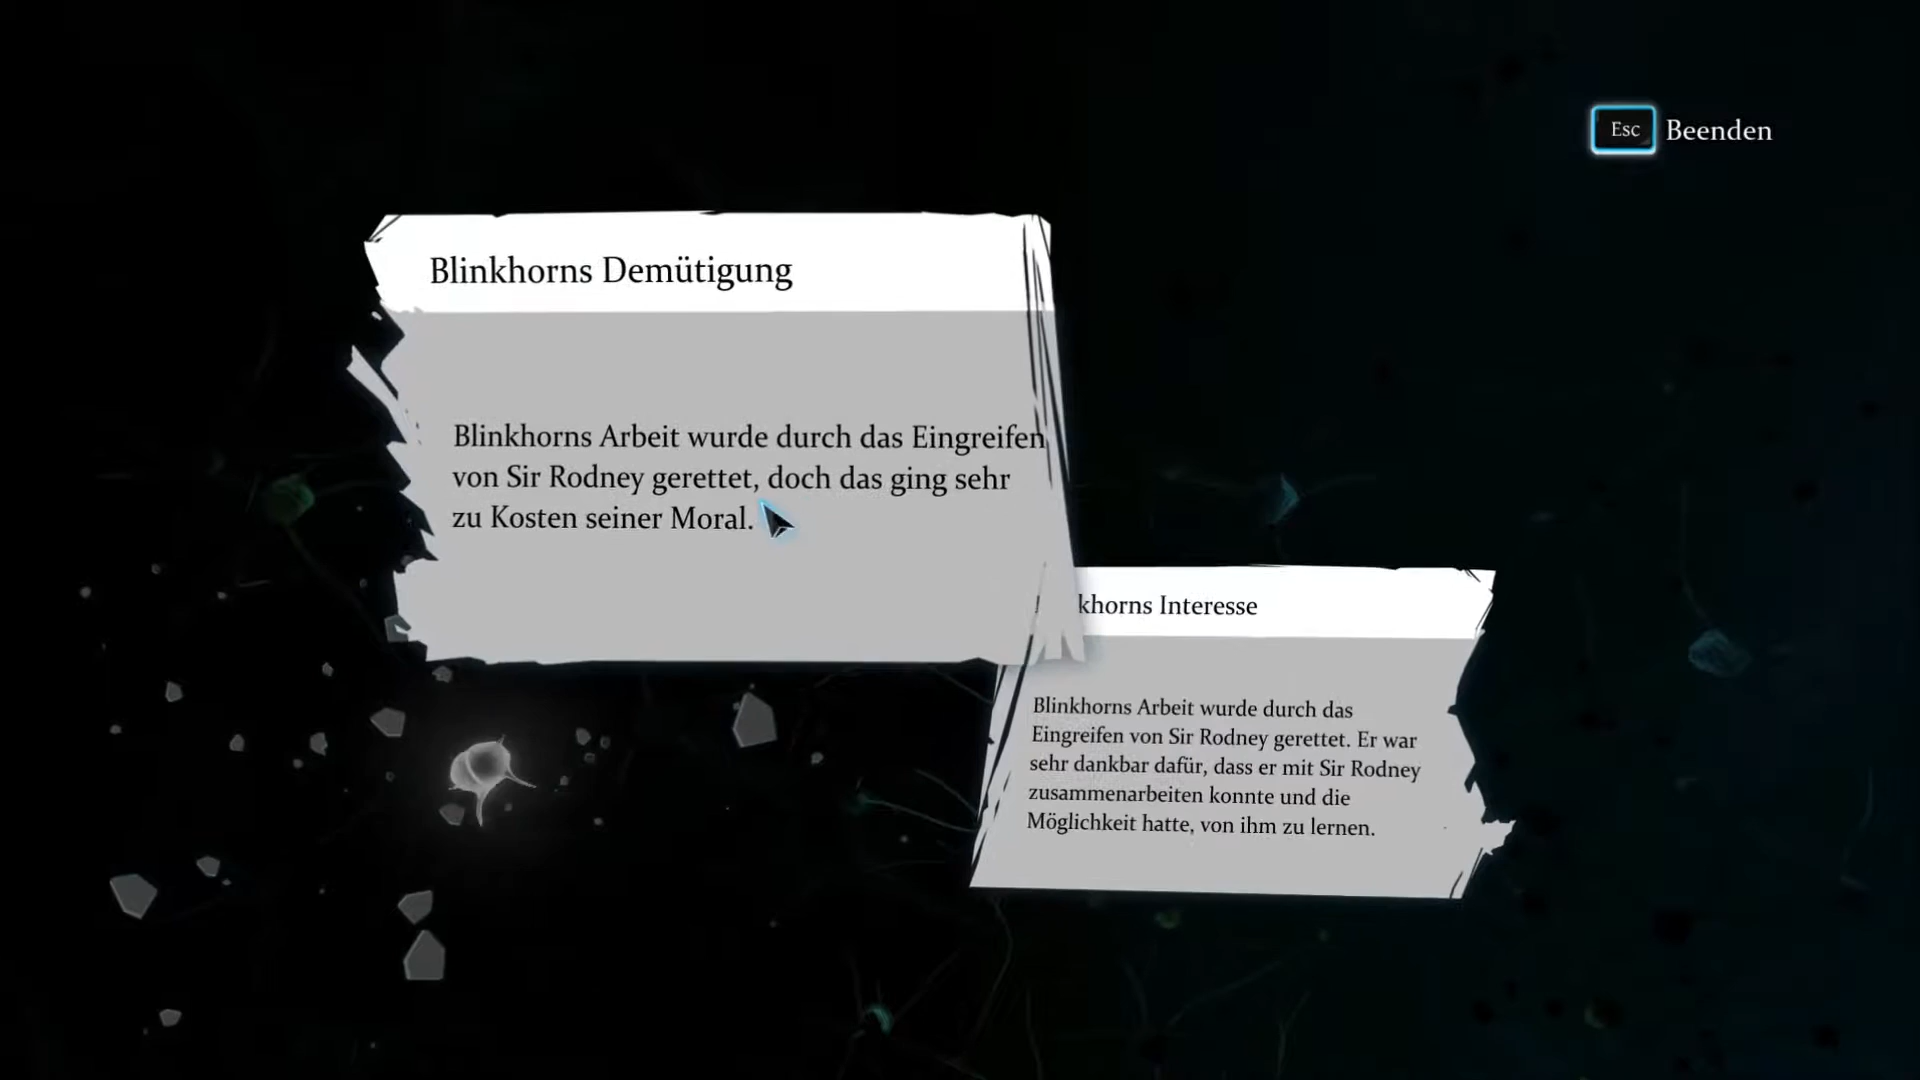 Esc Beenden
Blinkhorns Demütigung
Blinkhorns Arbeit wurde durch das Eingreifen
von Sir Rodney gerettet, doch das ging sehr
zu Kosten seiner Moral.
khorns Interesse
Blinkhorns Arbeit wurde durch das
Eingreifen von Sir Rodney gerettet. Er war
sehr dankbar dafür, dass er mit Sir Rodney
zusammenarbeiten konnte und die
Möglichkeit hatte, von ihm zu lernen.